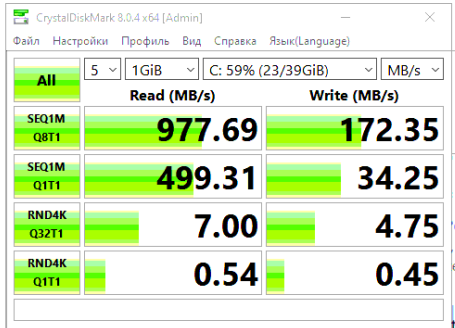 CrystalDiskMark 8.0.4 x64 [Admin]
Файл Настройки Профиль Вид Справка Язык(Language)
All 5 1GiB C: 59% (23/39GiB) MB/s
Read (MB/s) Write (MB/s)
SEQ1M Q8T1 977.69 172.35
SEQ1M Q1T1 499.31 34.25
RND4K Q32T1 7.00 4.75
RND4K Q1T1 0.54 0.45